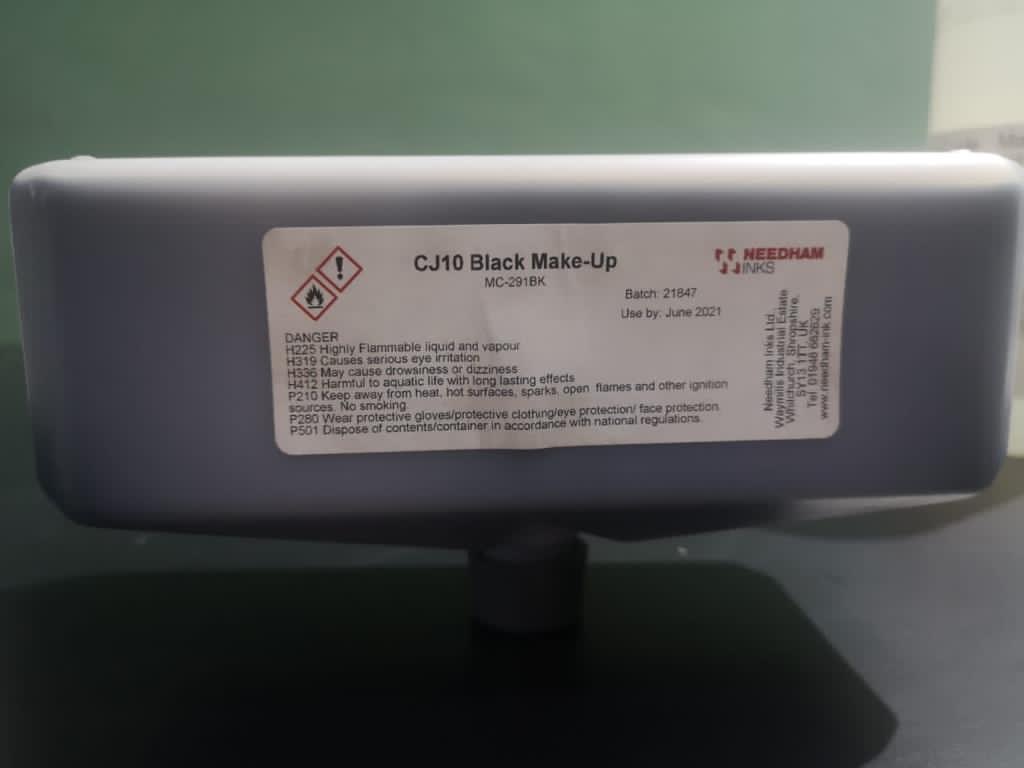 CJ10 Black Make-Up
MC-291BK
NEEDHAM
INKS
Batch: 21847
Use by: June 2021
DANGER
H225 Highly Flammable liquid and vapour
H319 Causes serious eye irritation
H336 May cause drowsiness or dizziness
H412 Harmful to aquatic life with long lasting effects
P210 Keep away from heat, hot surfaces, sparks, open flames and other ignition
sources. No smoking.
P280 Wear protective gloves/protective clothing/eye protection/ face protection.
P501 Dispose of contents/container in accordance with national regulations.
Needham Inks Ltd.
Waymills Industrial Estate
Whitchurch, Shropshire,
SY13 1TT, UK
Tel 01948 662629
www.needham-ink.com